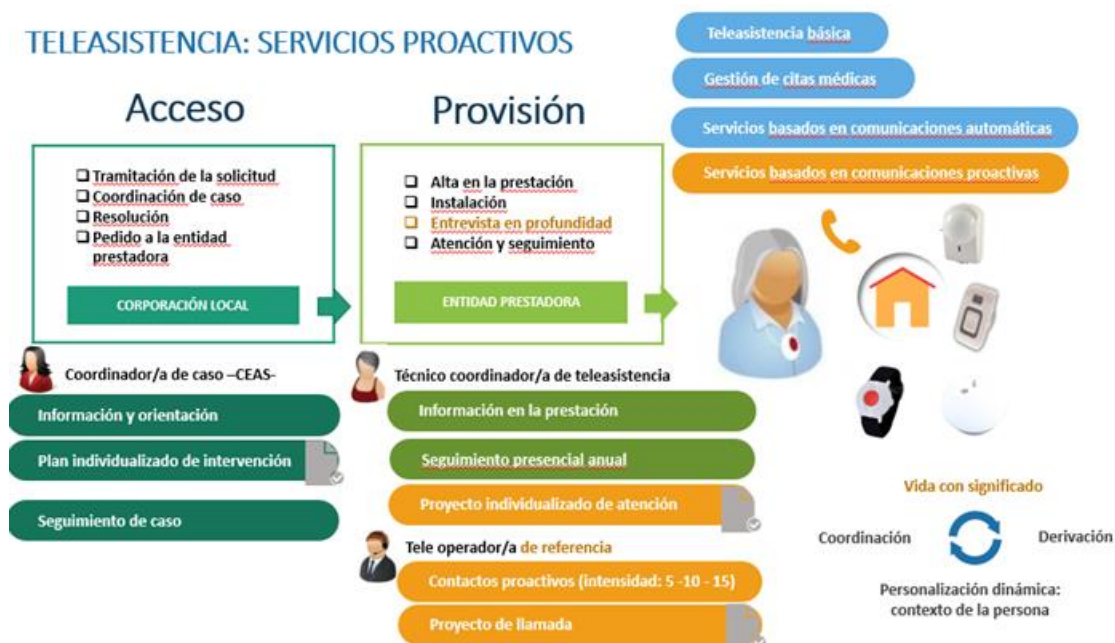 TELEASISTENCIA: SERVICIOS PROACTIVOS
Acceso
Tramitación de la solicitud
Coordinación de caso
Resolución
Pedido a la entidad
prestadora
CORPORACIÓN LOCAL
Coordinador/a de caso –CEAS-
Información y orientación
Plan individualizado de intervención
Seguimiento de caso
Provisión
Alta en la prestación
Instalación
Entrevista en profundidad
Atención y seguimiento
ENTIDAD PRESTADORA
Técnico coordinador/a de teleasistencia
Información en la prestación
Seguimiento presencial anual
Proyecto individualizado de atención
Tele operador/a de referencia
Contactos proactivos (intensidad: 5 -10 - 15)
Proyecto de llamada
Teleasistencia básica
Gestión de citas médicas
Servicios basados en comunicaciones automáticas
Servicios basados en comunicaciones proactivas
Vida con significado
Coordinación
Derivación
Personalización dinámica:
contexto de la persona